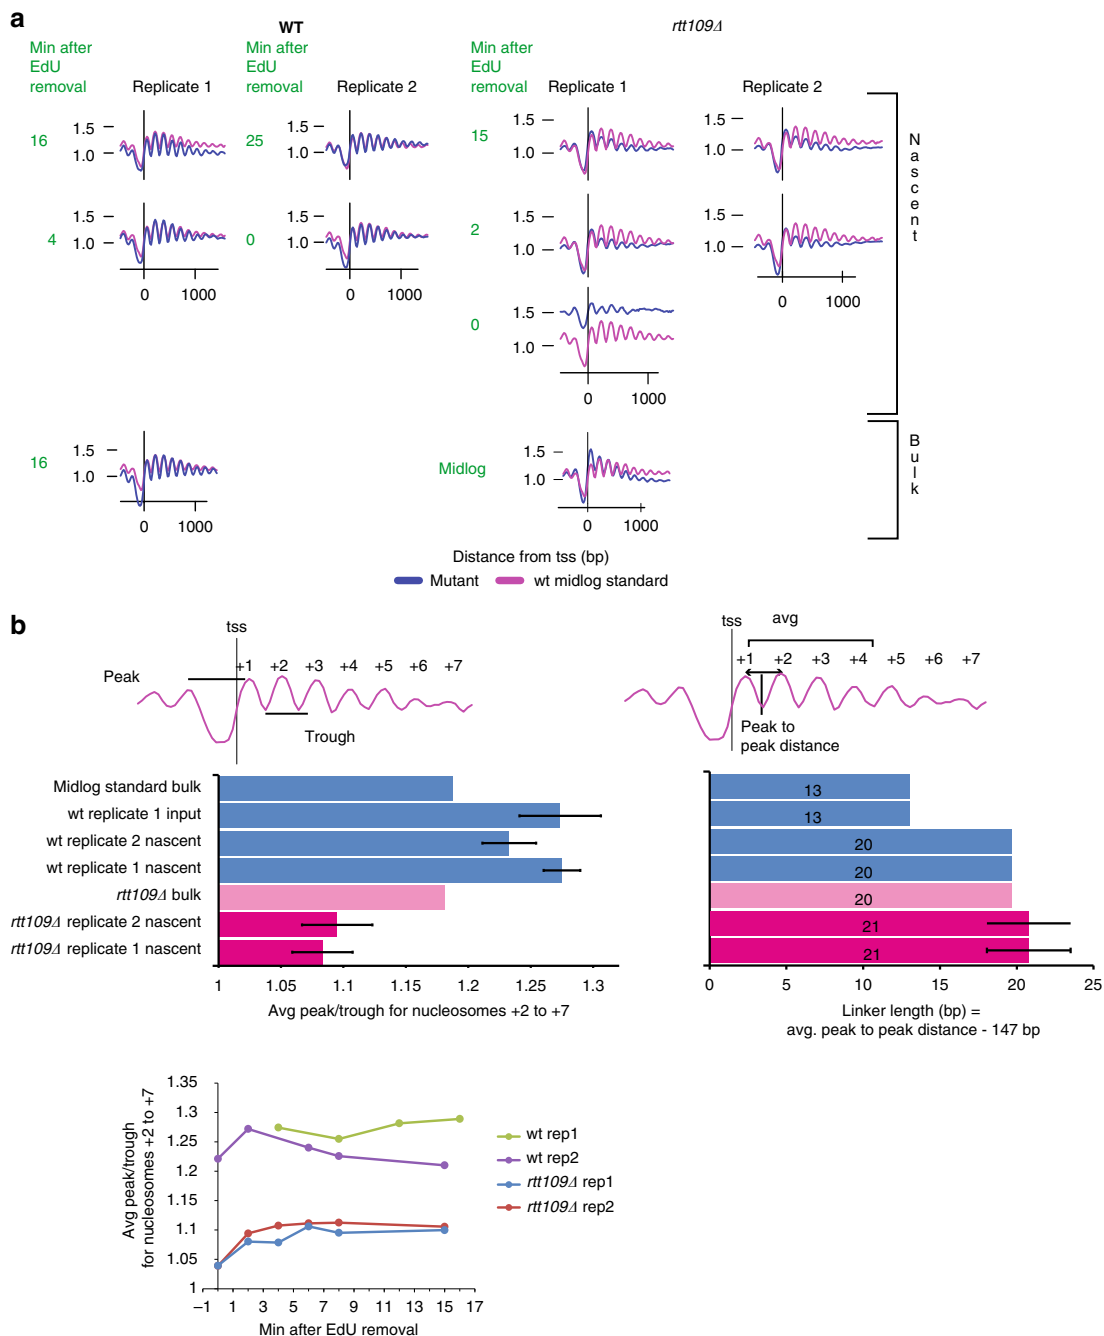 a
WT
rtt109Δ
Min after
EdU
removal
Replicate 1
Min after
EdU
removal
Replicate 2
Min after
EdU
removal
Replicate 1
Replicate 2
16
1.5
1.0
25
1.5
1.0
15
1.5
1.0
1.5
1.0
4
1.5
1.0
0
1.5
1.0
2
1.5
1.0
1.5
1.0
0
1000
0
1000
0
1000
0
1.5
1.0
0
1000
Nascent
16
1.5
1.0
0
1000
Midlog
1.5
1.0
0
1000
Bulk
Distance from tss (bp)
Mutant
wt midlog standard
b
tss
Peak
+1 +2 +3 +4 +5 +6 +7
Trough
tss
avg
+1 +2 +3 +4 +5 +6 +7
Peak to
peak distance
Midlog standard bulk
wt replicate 1 input
wt replicate 2 nascent
wt replicate 1 nascent
rtt109Δ bulk
rtt109Δ replicate 2 nascent
rtt109Δ replicate 1 nascent
1 1.05 1.1 1.15 1.2 1.25 1.3
Avg peak/trough for nucleosomes +2 to +7
13
13
20
20
20
21
21
0 5 10 15 20 25
Linker length (bp) =
avg. peak to peak distance - 147 bp
Avg peak/trough
for nucleosomes +2 to +7
1.35
1.3
1.25
1.2
1.15
1.1
1.05
1
−1 1 3 5 7 9 11 13 15 17
Min after EdU removal
wt rep1
wt rep2
rtt109Δ rep1
rtt109Δ rep2